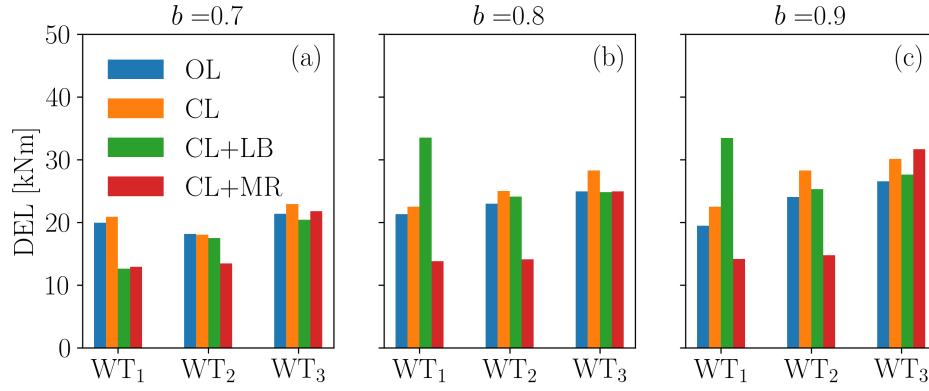 b =0.7
b =0.8
b =0.9
DEL [kNm]
50
40
30
20
10
0
(a)
(b)
(c)
OL
CL
CL+LB
CL+MR
WT₁ WT₂ WT₃
WT₁ WT₂ WT₃
WT₁ WT₂ WT₃